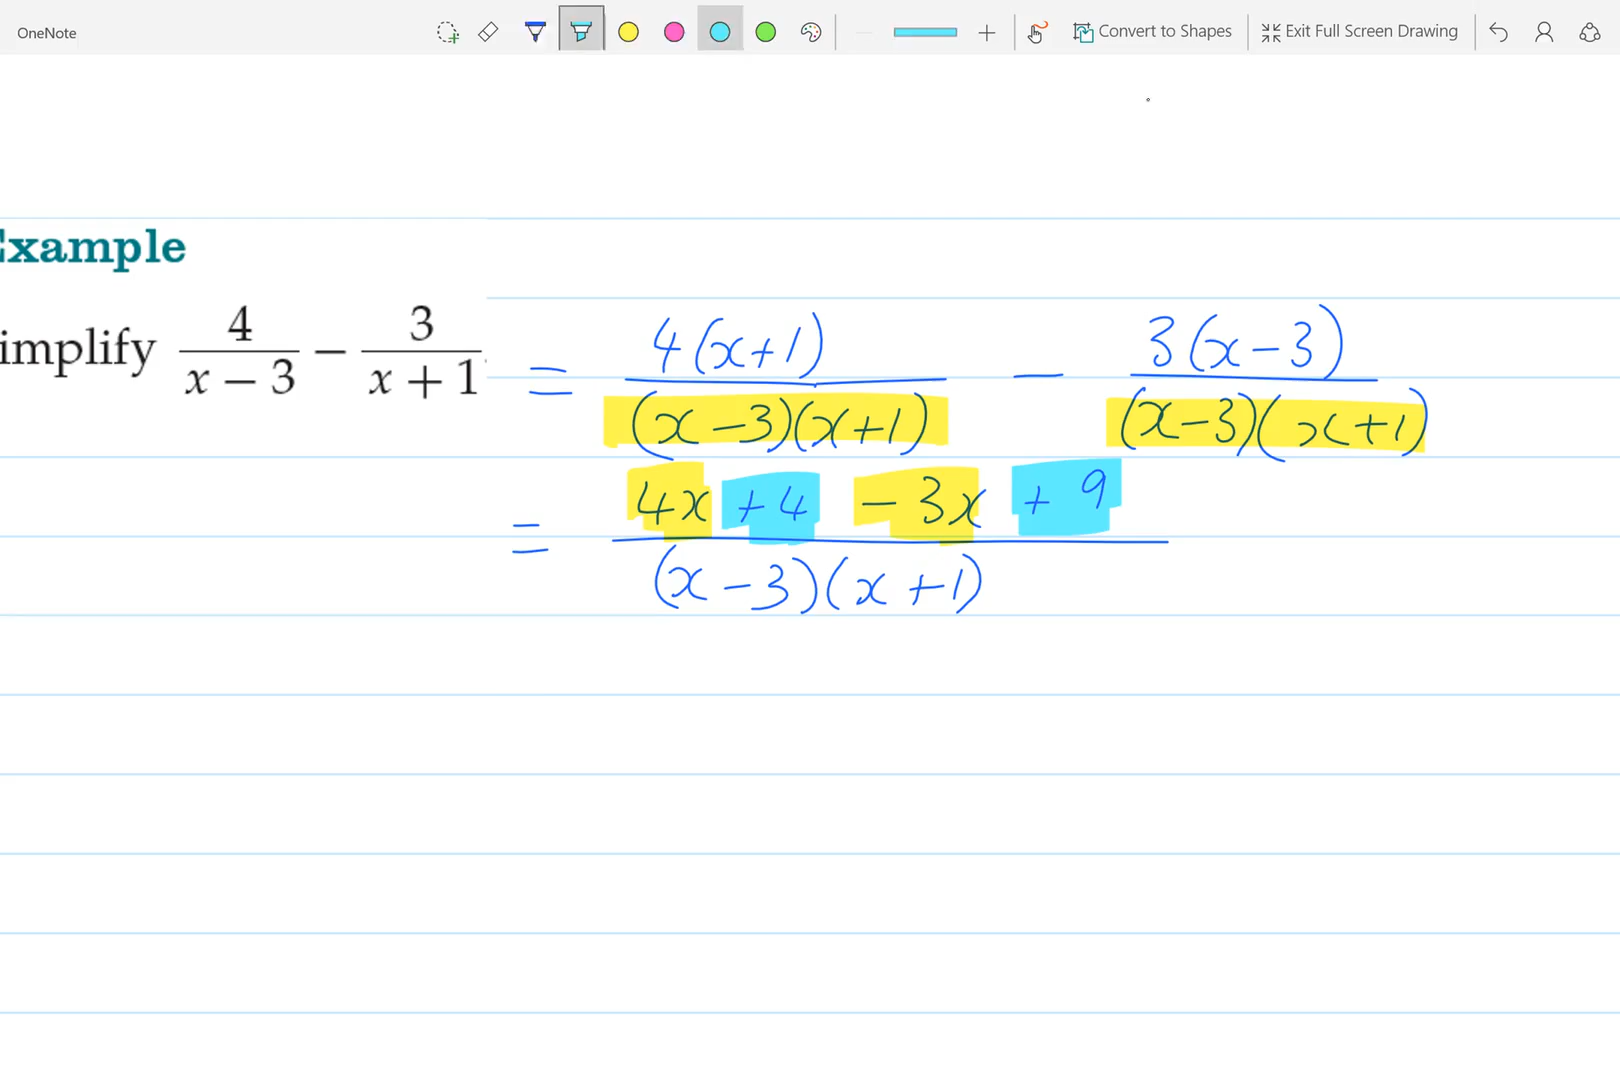 OneNote
Convert to Shapes
Exit Full Screen Drawing
Example
implify 4/(x − 3) − 3/(x + 1) = 4(x+1)/((x−3)(x+1)) − 3(x−3)/((x−3)(x+1))
= (4x + 4 − 3x + 9)/((x−3)(x+1))